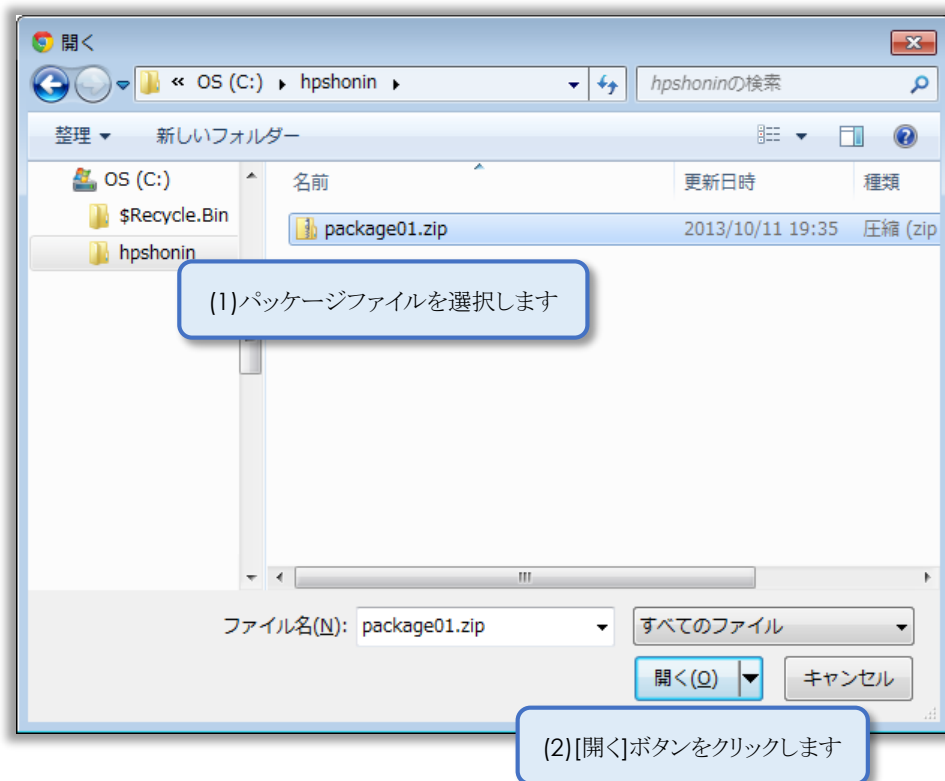 開く
« OS (C:) ▸ hpshonin ▸
hpshoninの検索
整理 ▼ 新しいフォルダー
OS (C:)
$Recycle.Bin
hpshonin
名前 更新日時 種類
package01.zip 2013/10/11 19:35 圧縮 (zip
(1)パッケージファイルを選択します
ファイル名(N): package01.zip すべてのファイル
開く(O) キャンセル
(2)[開く]ボタンをクリックします